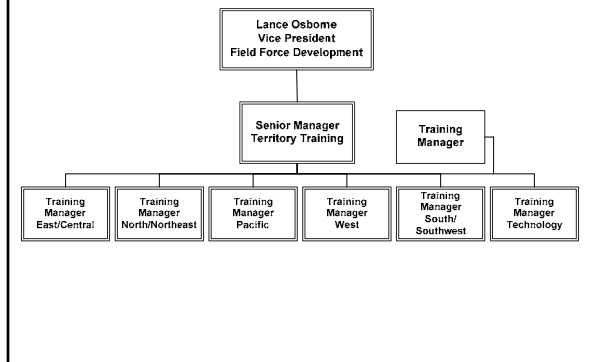 Lance Osborne
Vice President
Field Force Development
Senior Manager
Territory Training
Training
Manager
Training
Manager
East/Central
Training
Manager
North/Northeast
Training
Manager
Pacific
Training
Manager
West
Training
Manager
South/
Southwest
Training
Manager
Technology